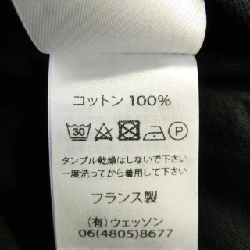 コットン 100%
30 P
タンブル乾燥はしないで下さい
一度洗ってから着用して下さい
フランス製
(有)ウェッソン
06(4805)8677